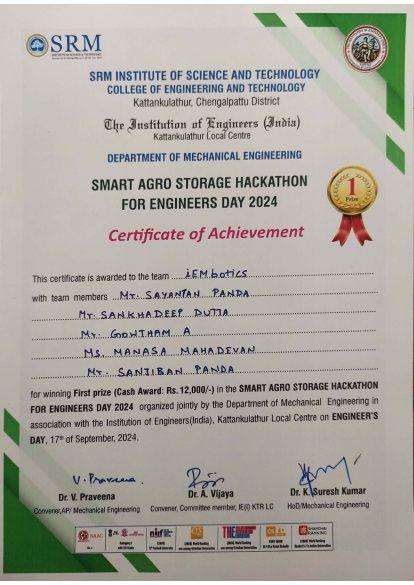 SRM
SRM INSTITUTE OF SCIENCE AND TECHNOLOGY
COLLEGE OF ENGINEERING AND TECHNOLOGY
Kattankulathur, Chengalpattu District
The Institution of Engineers (India)
Kattankulathur Local Centre
DEPARTMENT OF MECHANICAL ENGINEERING
SMART AGRO STORAGE HACKATHON
FOR ENGINEERS DAY 2024
1
Prize
Certificate of Achievement
This certificate is awarded to the team iEMbotics
with team members Mr. SAYANTAN PANDA
Mr. SANKHADEEP DUTTA
Mr. GOWTHAM A
Ms. MANASA MAHADEVAN
Mr. SANJIBAN PANDA
for winning First prize (Cash Award: Rs. 12,000/-) in the SMART AGRO STORAGE HACKATHON
FOR ENGINEERS DAY 2024 organized jointly by the Department of Mechanical Engineering in
association with the Institution of Engineers(India), Kattankulathur Local Centre on ENGINEER'S
DAY, 17th of September, 2024.
V. Praveena
Dr. V. Praveena Dr. A. Vijaya Dr. K. Suresh Kumar
Convener,AP/ Mechanical Engineering Convener, Committee member, IE(I) KTR LC HoD/Mechanical Engineering
NAAC nirf QS THE RANKING